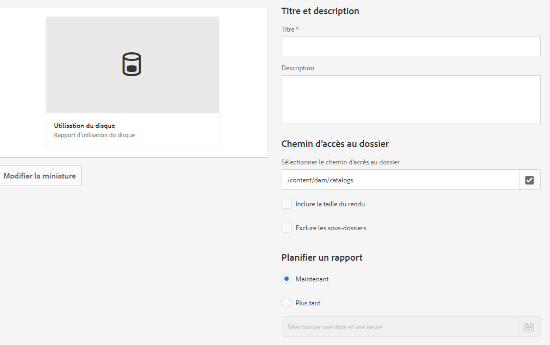 Utilisation du disque
Rapport d'utilisation du disque
Modifier la miniature
Titre et description
Titre *
Description
Chemin d'accès au dossier
Sélectionner le chemin d'accès au dossier
/content/dam/catalogs
Inclure la taille du rendu
Exclure les sous-dossiers
Planifier un rapport
Maintenant
Plus tard
Sélectionner une date et une heure